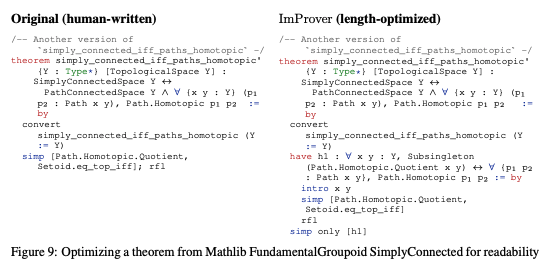 Original (human-written)
/-- Another version of
`simply_connected_iff_paths_homotopic` -/
theorem simply_connected_iff_paths_homotopic'
{Y : Type*} [TopologicalSpace Y] :
SimplyConnectedSpace Y ↔
PathConnectedSpace Y ∧ ∀ {x y : Y} (p₁
p₂ : Path x y), Path.Homotopic p₁ p₂ :=
by
convert
simply_connected_iff_paths_homotopic (Y
:= Y)
simp [Path.Homotopic.Quotient,
Setoid.eq_top_iff]; rfl
ImProver (length-optimized)
/-- Another version of
`simply_connected_iff_paths_homotopic` -/
theorem simply_connected_iff_paths_homotopic'
{Y : Type*} [TopologicalSpace Y] :
SimplyConnectedSpace Y ↔
PathConnectedSpace Y ∧ ∀ {x y : Y} (p₁
p₂ : Path x y), Path.Homotopic p₁ p₂ :=
by
convert
simply_connected_iff_paths_homotopic (Y
:= Y)
have h1 : ∀ x y : Y, Subsingleton
(Path.Homotopic.Quotient x y) ↔ ∀ {p₁ p₂
: Path x y}, Path.Homotopic p₁ p₂ := by
intro x y
simp [Path.Homotopic.Quotient,
Setoid.eq_top_iff]
rfl
simp only [h1]
Figure 9: Optimizing a theorem from Mathlib FundamentalGroupoid SimplyConnected for readability